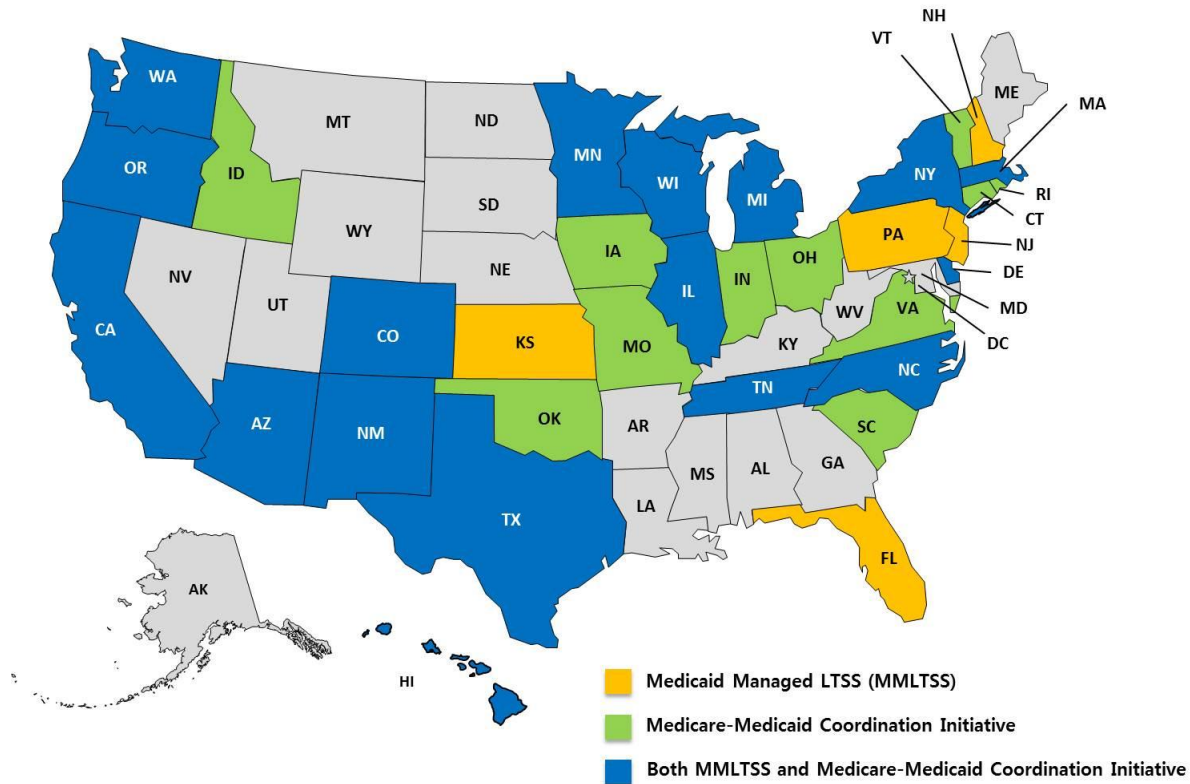 NH
VT
WA
ME
MT
ND
MA
OR
MN
ID
WI
NY
SD
MI
RI
WY
CT
IA
PA
NJ
NE
OH
NV
IN
DE
UT
IL
CA
CO
WV
VA
MD
KS
MO
KY
DC
NC
TN
AZ
NM
OK
AR
SC
MS
AL
GA
LA
TX
FL
AK
HI
Medicaid Managed LTSS (MMLTSS)
Medicare-Medicaid Coordination Initiative
Both MMLTSS and Medicare-Medicaid Coordination Initiative